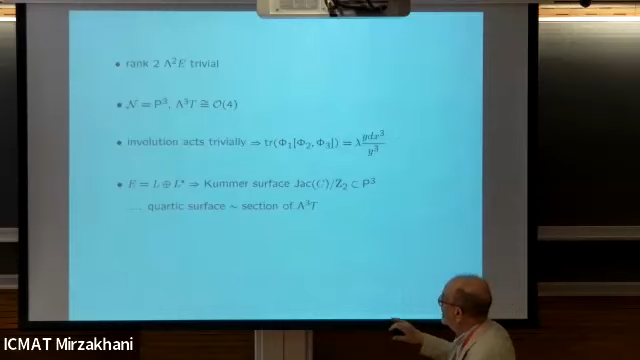 • rank 2 Λ²E trivial
• 𝒩 = P³, Λ³T ≅ 𝒪(4)
• involution acts trivially ⇒ tr(Φ₁[Φ₂, Φ₃]) = λ ydx³/y³
• E = L ⊕ L* ⇒ Kummer surface Jac(C)/Z₂ ⊂ P³
... quartic surface ~ section of Λ³T
ICMAT Mirzakhani